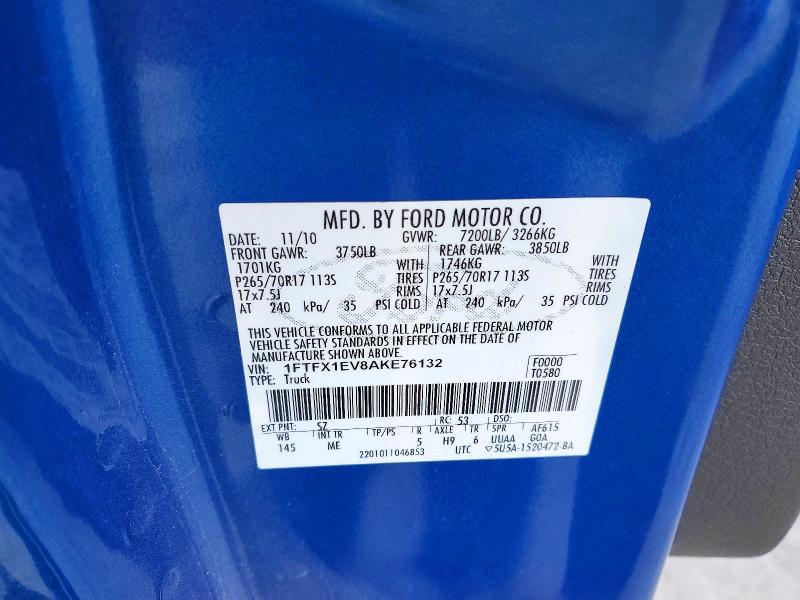 MFD. BY FORD MOTOR CO.
DATE: 11/10 GVWR: 7200LB/ 3266KG
FRONT GAWR: 3750LB REAR GAWR: 3850LB
1701KG WITH 1746KG WITH
P265/70R17 113S TIRES P265/70R17 113S TIRES
17x7.5J RIMS 17x7.5J RIMS
AT 240 kPa/ 35 PSI COLD AT 240 kPa/ 35 PSI COLD
THIS VEHICLE CONFORMS TO ALL APPLICABLE FEDERAL MOTOR
VEHICLE SAFETY STANDARDS IN EFFECT ON THE DATE OF
MANUFACTURE SHOWN ABOVE.
VIN: 1FTFX1EV8AKE76132 F0000
TYPE: Truck T0580
EXT PNT: SZ RC: 53 DSO:
WB INT TR TP/PS R AXLE TR SPR AF615
145 ME 5 H9 6 UUAA GOA
2201011046853 UTC ▽5U5A-1520472-BA